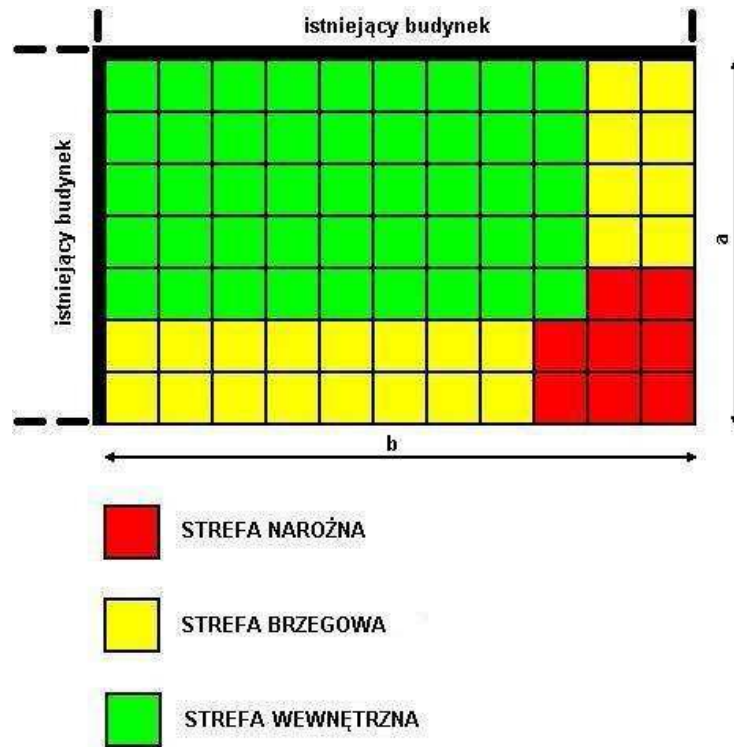 istniejący budynek
istniejący budynek
a
b
STREFA NAROŻNA
STREFA BRZEGOWA
STREFA WEWNĘTRZNA